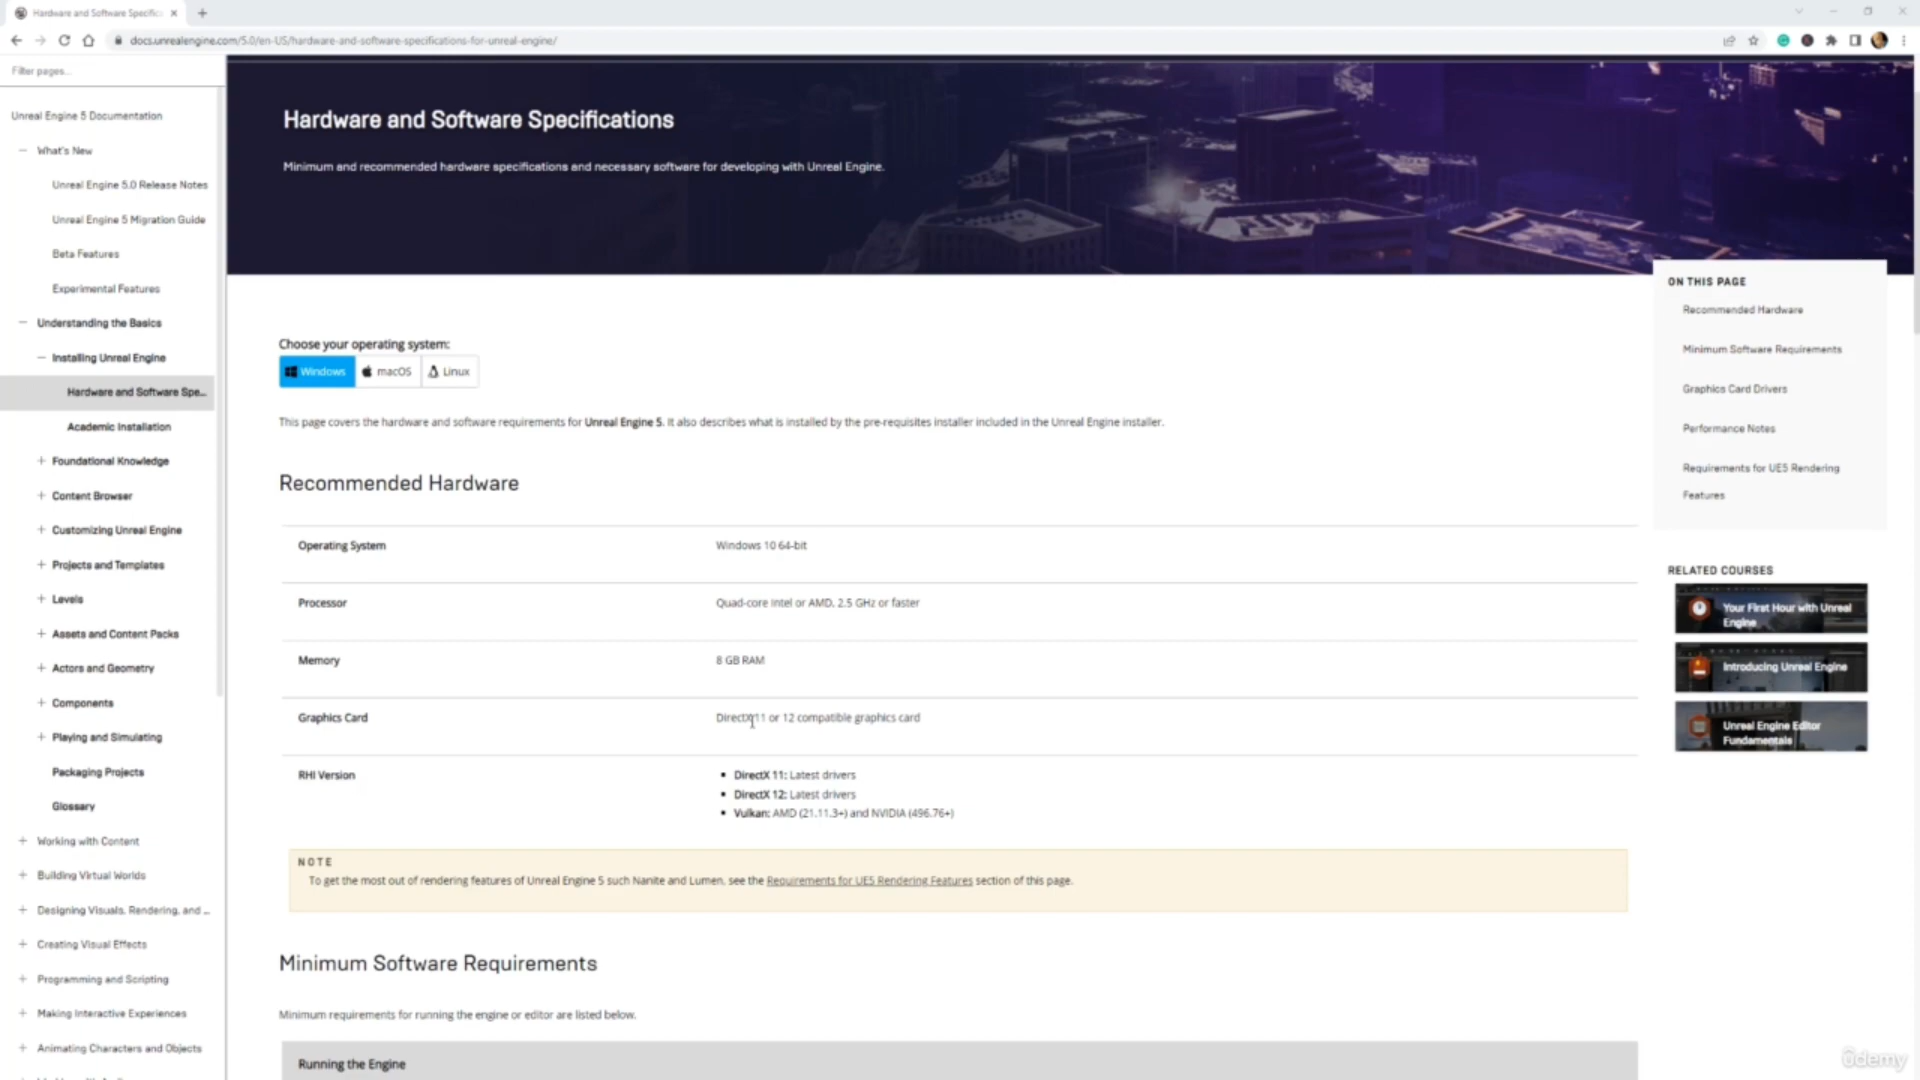 Hardware and Software Specific
docs.unrealengine.com/5.0/en-US/hardware-and-software-specifications-for-unreal-engine/
Filter pages...
Unreal Engine 5 Documentation
What's New
Unreal Engine 5.0 Release Notes
Unreal Engine 5 Migration Guide
Beta Features
Experimental Features
Understanding the Basics
Installing Unreal Engine
Hardware and Software Spe...
Academic Installation
Foundational Knowledge
Content Browser
Customizing Unreal Engine
Projects and Templates
Levels
Assets and Content Packs
Actors and Geometry
Components
Playing and Simulating
Packaging Projects
Glossary
Working with Content
Building Virtual Worlds
Designing Visuals, Rendering, and ...
Creating Visual Effects
Programming and Scripting
Making Interactive Experiences
Animating Characters and Objects
Hardware and Software Specifications
Minimum and recommended hardware specifications and necessary software for developing with Unreal Engine.
Choose your operating system:
Windows macOS Linux
This page covers the hardware and software requirements for Unreal Engine 5. It also describes what is installed by the pre-requisites installer included in the Unreal Engine installer.
Recommended Hardware
Operating System Windows 10 64-bit
Processor Quad-core Intel or AMD, 2.5 GHz or faster
Memory 8 GB RAM
Graphics Card DirectX 11 or 12 compatible graphics card
RHI Version
DirectX 11: Latest drivers
DirectX 12: Latest drivers
Vulkan: AMD (21.11.3+) and NVIDIA (496.76+)
NOTE
To get the most out of rendering features of Unreal Engine 5 such Nanite and Lumen, see the Requirements for UE5 Rendering Features section of this page.
Minimum Software Requirements
Minimum requirements for running the engine or editor are listed below.
Running the Engine
ON THIS PAGE
Recommended Hardware
Minimum Software Requirements
Graphics Card Drivers
Performance Notes
Requirements for UE5 Rendering
Features
RELATED COURSES
Your First Hour with Unreal
Engine
Introducing Unreal Engine
Unreal Engine Editor
Fundamentals
ûdemy